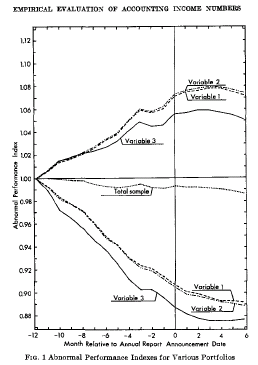 EMPIRICAL EVALUATION OF ACCOUNTING INCOME NUMBERS
1.12
1.10
1.08
1.06
1.04
1.02
1.00
0.98
0.96
0.94
0.92
0.90
0.88
Abnormal Performance Index
Variable 2
Variable 1
Variable 3
Total sample
Variable 1
Variable 3
Variable 2
-12 -10 -8 -6 -4 -2 0 2 4 6
Month Relative to Annual Report Announcement Date
FIG. 1 Abnormal Performance Indexes for Various Portfolios